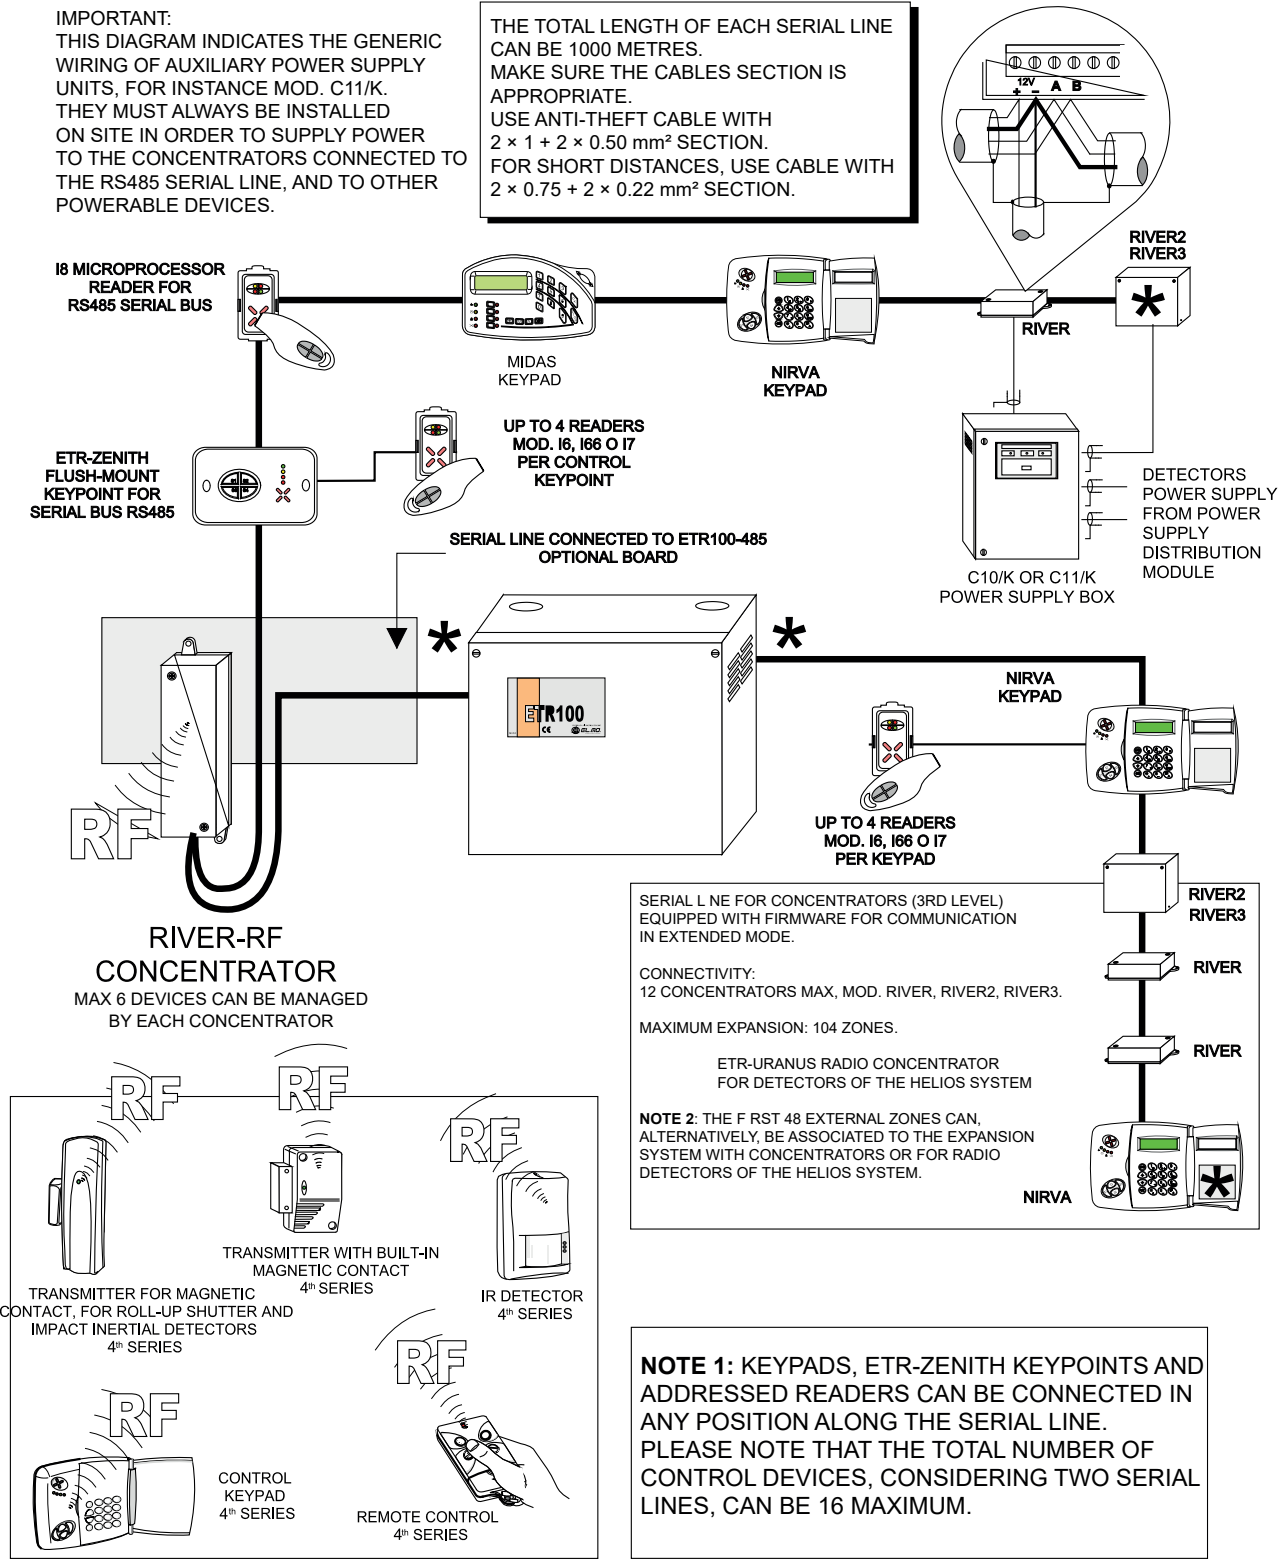 IMPORTANT:
THIS DIAGRAM INDICATES THE GENERIC
WIRING OF AUXILIARY POWER SUPPLY
UNITS, FOR INSTANCE MOD. C11/K.
THEY MUST ALWAYS BE INSTALLED
ON SITE IN ORDER TO SUPPLY POWER
TO THE CONCENTRATORS CONNECTED TO
THE RS485 SERIAL LINE, AND TO OTHER
POWERABLE DEVICES.
THE TOTAL LENGTH OF EACH SERIAL LINE
CAN BE 1000 METRES.
MAKE SURE THE CABLES SECTION IS
APPROPRIATE.
USE ANTI-THEFT CABLE WITH
2 × 1 + 2 × 0.50 mm² SECTION.
FOR SHORT DISTANCES, USE CABLE WITH
2 × 0.75 + 2 × 0.22 mm² SECTION.
12V
+ – A B
I8 MICROPROCESSOR
READER FOR
RS485 SERIAL BUS
MIDAS
KEYPAD
NIRVA
KEYPAD
RIVER
RIVER2
RIVER3
*
ETR-ZENITH
FLUSH-MOUNT
KEYPOINT FOR
SERIAL BUS RS485
UP TO 4 READERS
MOD. I6, I66 O I7
PER CONTROL
KEYPOINT
DETECTORS
POWER SUPPLY
FROM POWER
SUPPLY
DISTRIBUTION
MODULE
C10/K OR C11/K
POWER SUPPLY BOX
SERIAL LINE CONNECTED TO ETR100-485
OPTIONAL BOARD
*
*
ETR100
CE EL.MO.
NIRVA
KEYPAD
UP TO 4 READERS
MOD. I6, I66 O I7
PER KEYPAD
RF
RIVER-RF
CONCENTRATOR
MAX 6 DEVICES CAN BE MANAGED
BY EACH CONCENTRATOR
SERIAL L NE FOR CONCENTRATORS (3RD LEVEL)
EQUIPPED WITH FIRMWARE FOR COMMUNICATION
IN EXTENDED MODE.
CONNECTIVITY:
12 CONCENTRATORS MAX, MOD. RIVER, RIVER2, RIVER3.
MAXIMUM EXPANSION: 104 ZONES.
ETR-URANUS RADIO CONCENTRATOR
FOR DETECTORS OF THE HELIOS SYSTEM
NOTE 2: THE F RST 48 EXTERNAL ZONES CAN,
ALTERNATIVELY, BE ASSOCIATED TO THE EXPANSION
SYSTEM WITH CONCENTRATORS OR FOR RADIO
DETECTORS OF THE HELIOS SYSTEM.
RIVER2
RIVER3
RIVER
RIVER
NIRVA
*
RF
RF
RF
TRANSMITTER FOR MAGNETIC
CONTACT, FOR ROLL-UP SHUTTER AND
IMPACT INERTIAL DETECTORS
4th SERIES
TRANSMITTER WITH BUILT-IN
MAGNETIC CONTACT
4th SERIES
IR DETECTOR
4th SERIES
RF
RF
CONTROL
KEYPAD
4th SERIES
REMOTE CONTROL
4th SERIES
NOTE 1: KEYPADS, ETR-ZENITH KEYPOINTS AND
ADDRESSED READERS CAN BE CONNECTED IN
ANY POSITION ALONG THE SERIAL LINE.
PLEASE NOTE THAT THE TOTAL NUMBER OF
CONTROL DEVICES, CONSIDERING TWO SERIAL
LINES, CAN BE 16 MAXIMUM.